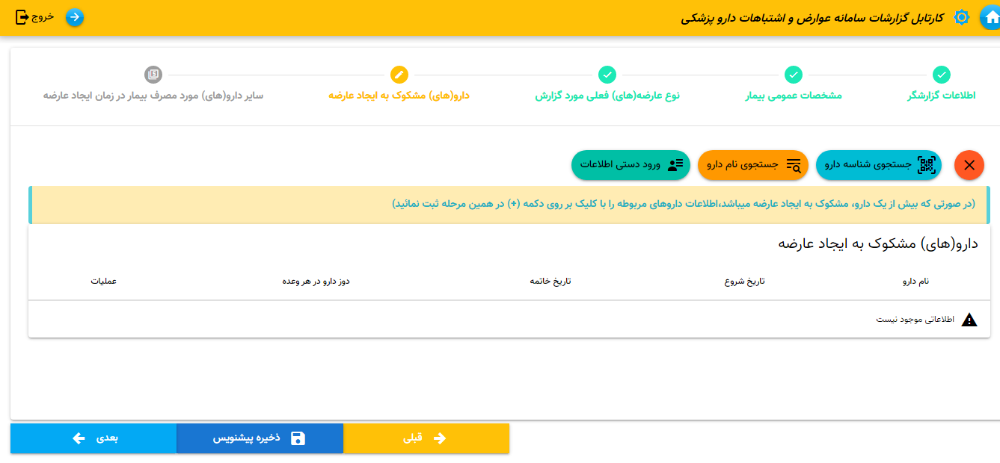 کارتابل گزارشات سامانه عوارض و اشتباهات دارو پزشکی
خروج
اطلاعات گزارشگر
مشخصات عمومی بیمار
نوع عارضه(های) فعلی مورد گزارش
دارو(های) مشکوک به ایجاد عارضه
سایر دارو(های) مورد مصرف بیمار در زمان ایجاد عارضه
جستجوی شناسه دارو
جستجوی نام دارو
ورود دستی اطلاعات
(در صورتی که بیش از یک دارو، مشکوک به ایجاد عارضه میباشد،اطلاعات داروهای مربوطه را با کلیک بر روی دکمه (+) در همین مرحله ثبت نمائید)
دارو(های) مشکوک به ایجاد عارضه
نام دارو
تاریخ شروع
تاریخ خاتمه
دوز دارو در هر وعده
عملیات
اطلاعاتی موجود نیست
قبلی
ذخیره پیشنویس
بعدی